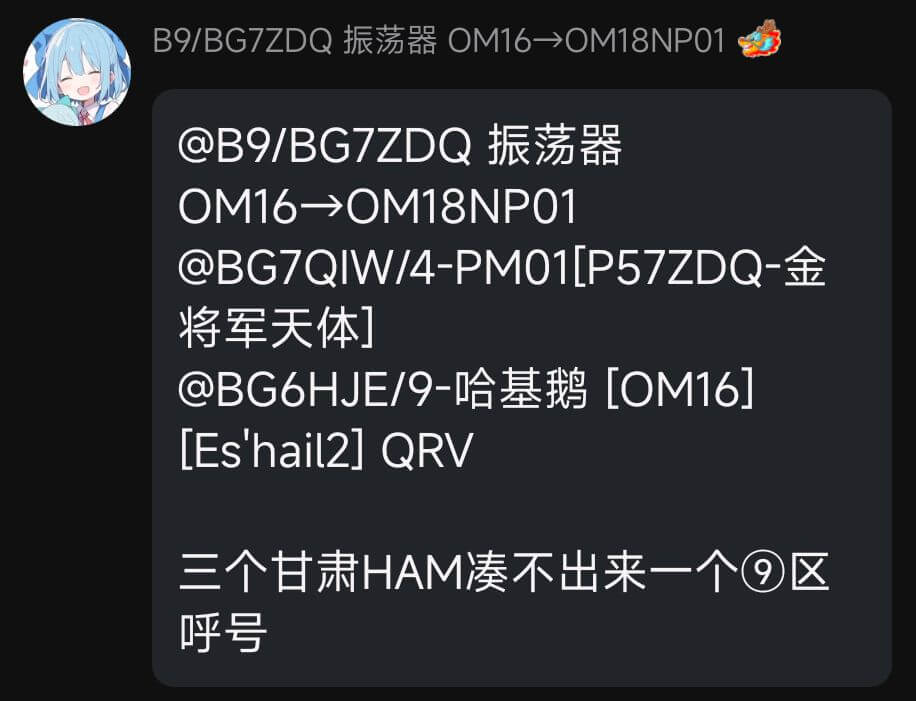 B9/BG7ZDQ 振荡器 OM16→OM18NP01
@B9/BG7ZDQ 振荡器
OM16→OM18NP01
@BG7QIW/4-PM01[P57ZDQ-金
将军天体]
@BG6HJE/9-哈基鹅 [OM16]
[Es'hail2] QRV
三个甘肃HAM凑不出来一个⑨区
呼号